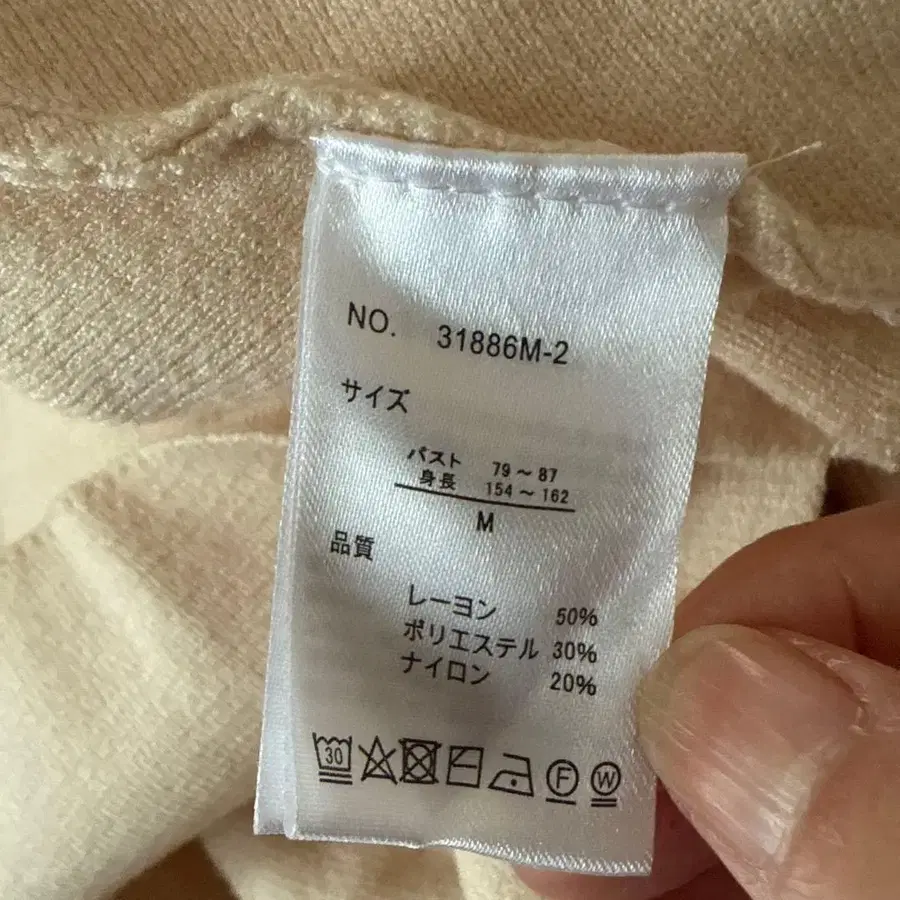 NO. 31886M-2
サイズ
バスト 79～87
身長 154～162
M
品質
レーヨン 50%
ポリエステル 30%
ナイロン 20%
30 F W